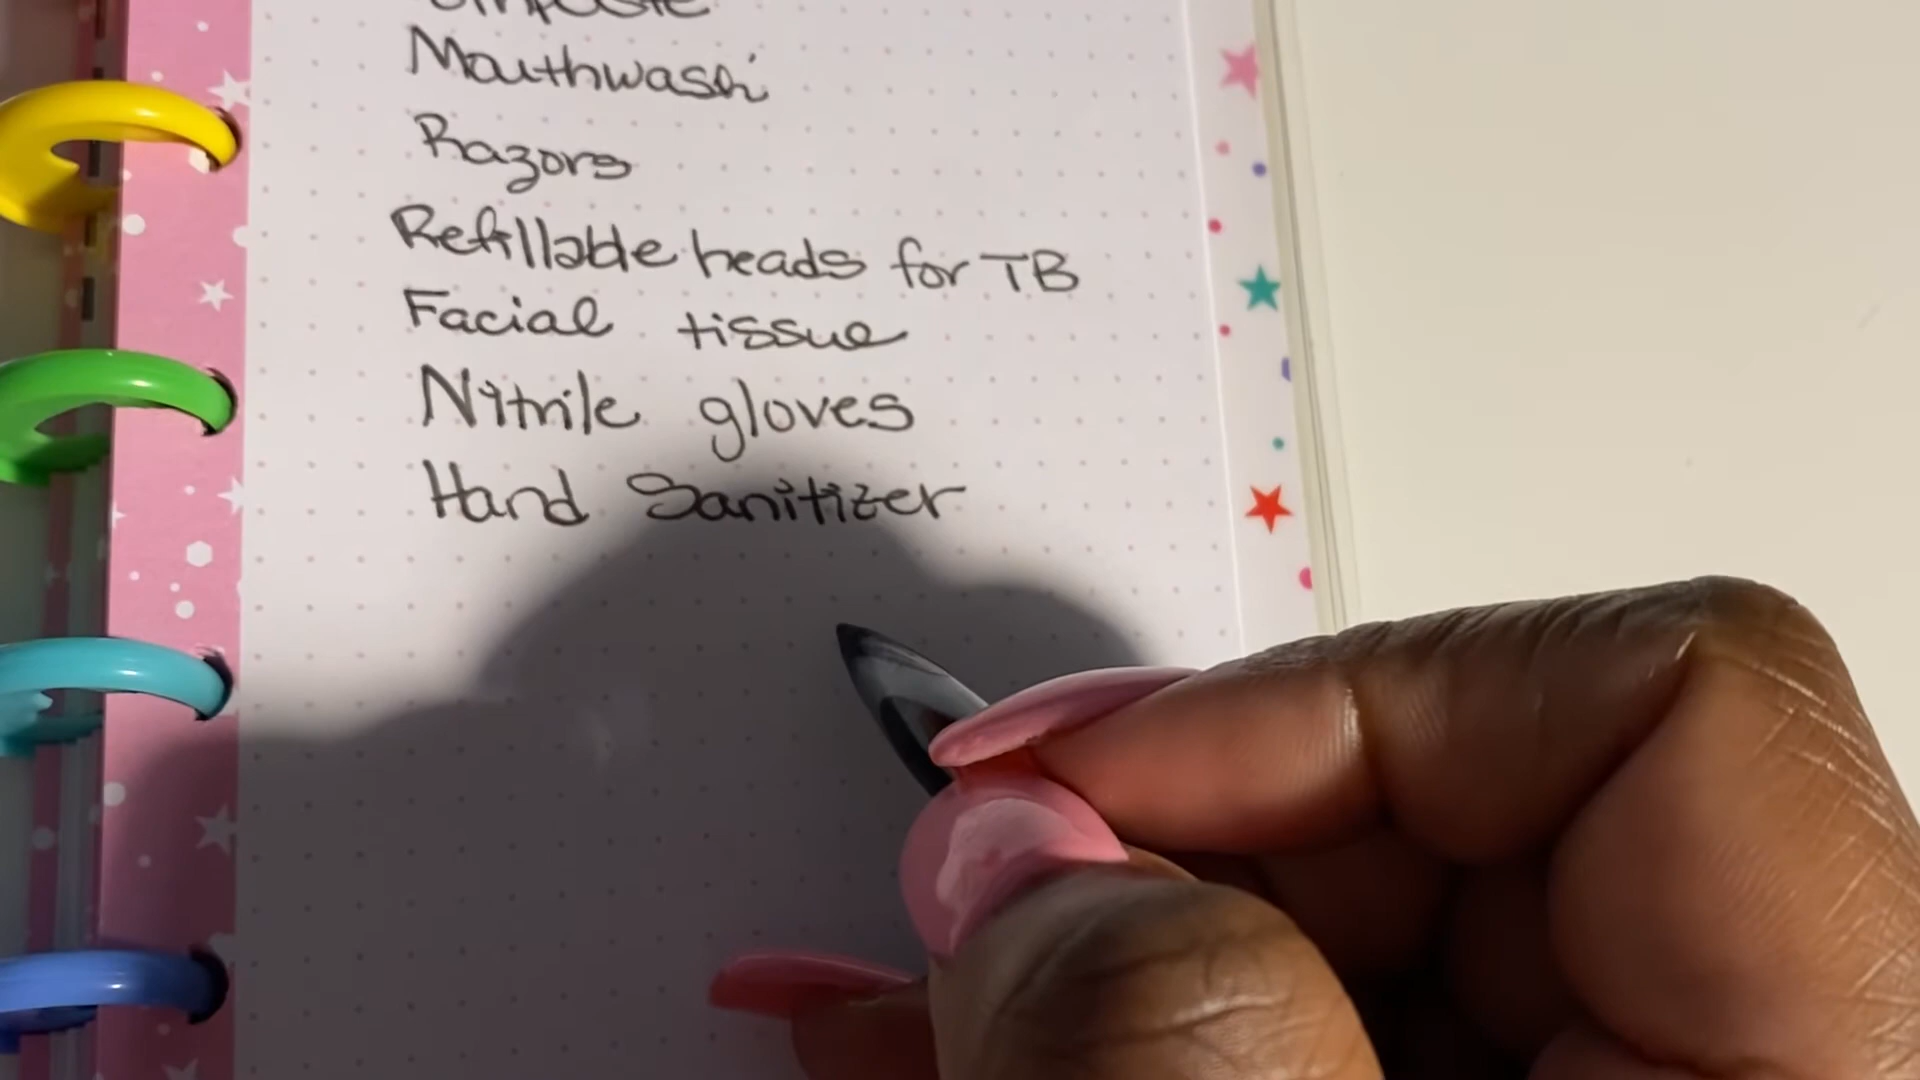 Mouthwash
Razors
Refillable heads for TB
Facial tissue
Nitrile gloves
Hand Sanitizer